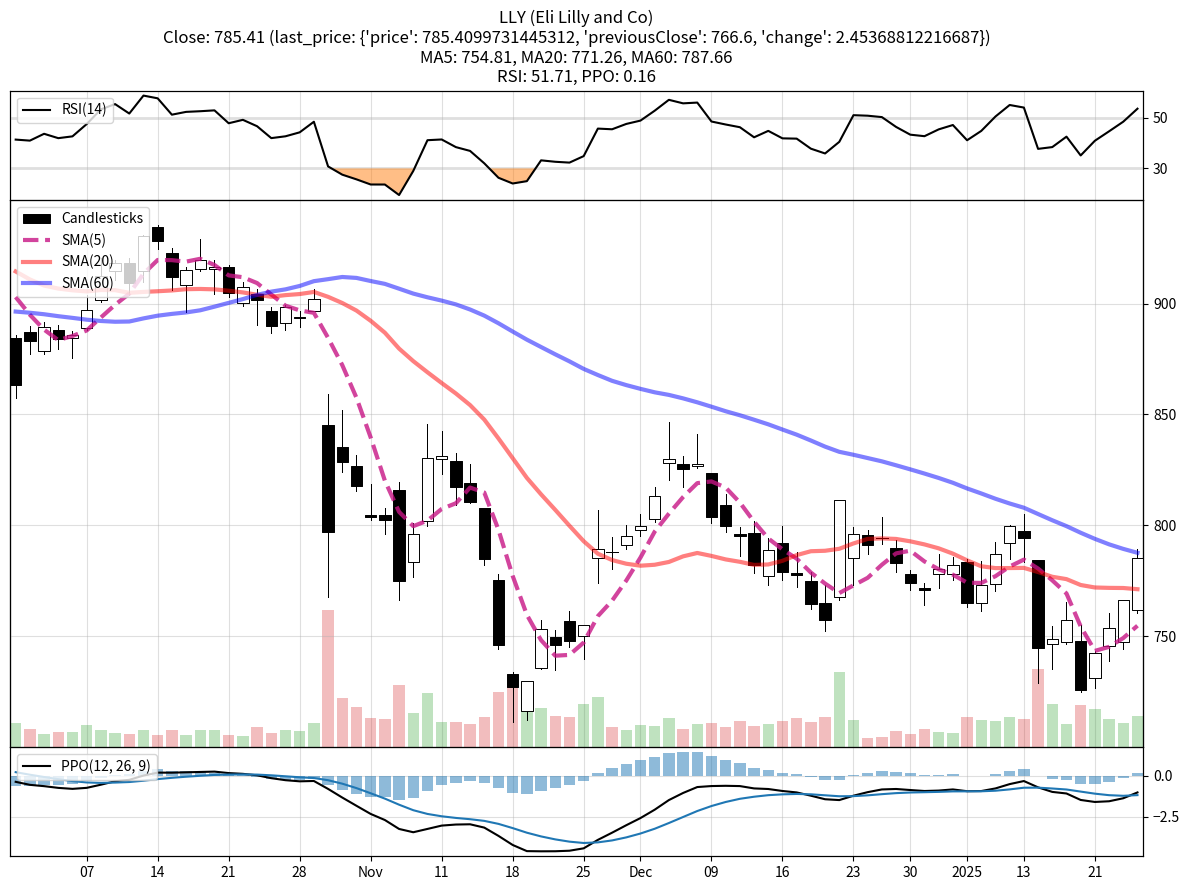 LLY (Eli Lilly and Co)
Close: 785.41 (last_price: {'price': 785.4099731445312, 'previousClose': 766.6, 'change': 2.45368812216687})
MA5: 754.81, MA20: 771.26, MA60: 787.66
RSI: 51.71, PPO: 0.16
RSI(14)
50
30
Candlesticks
SMA(5)
SMA(20)
SMA(60)
900
850
800
750
PPO(12, 26, 9)
0.0
−2.5
07 14 21 28 Nov 11 18 25 Dec 09 16 23 30 2025 13 21